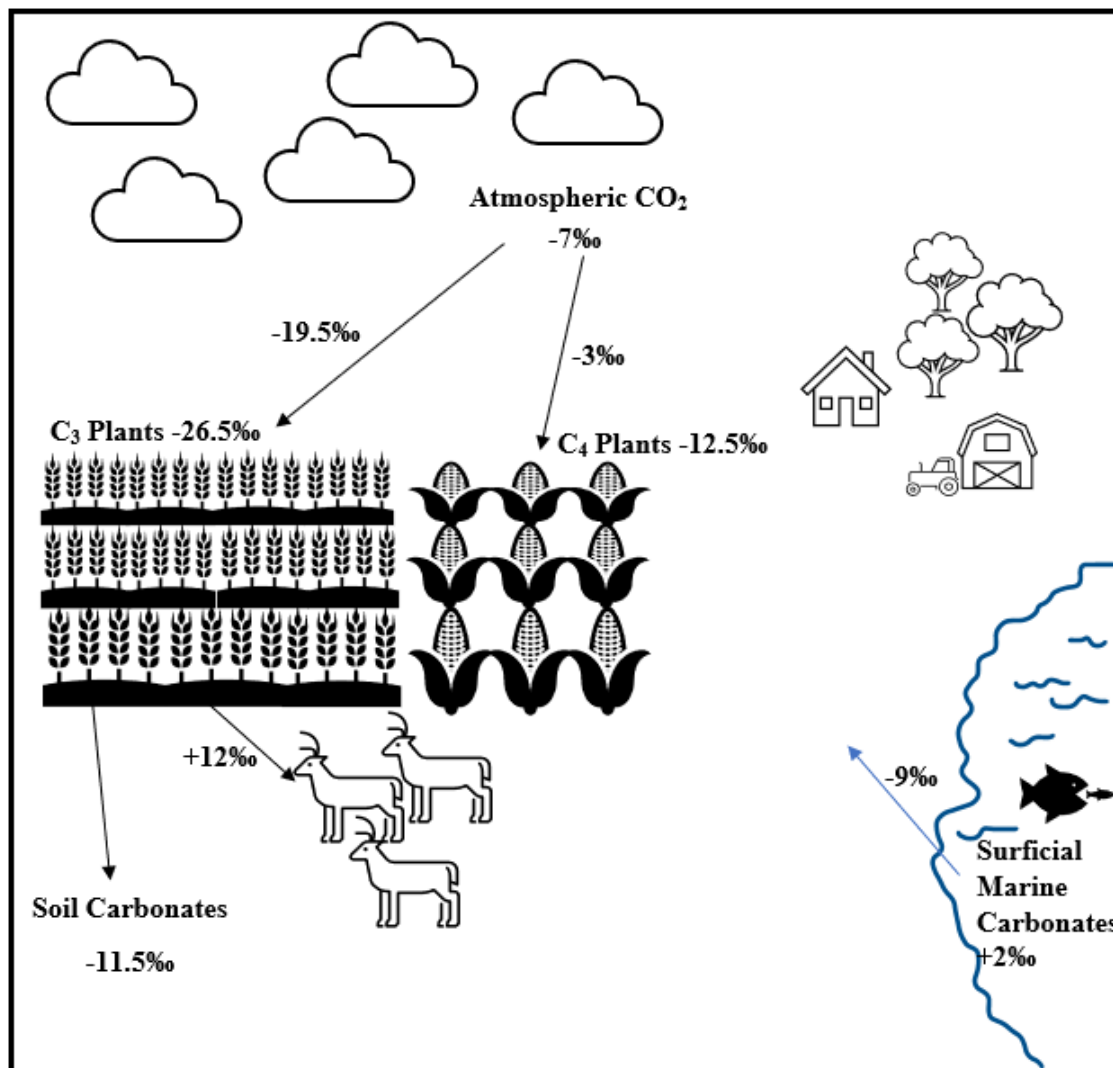 Atmospheric CO₂
-7‰
-19.5‰
-3‰
C₃ Plants -26.5‰
C₄ Plants -12.5‰
+12‰
-9‰
Surficial
Marine
Carbonates
+2‰
Soil Carbonates
-11.5‰